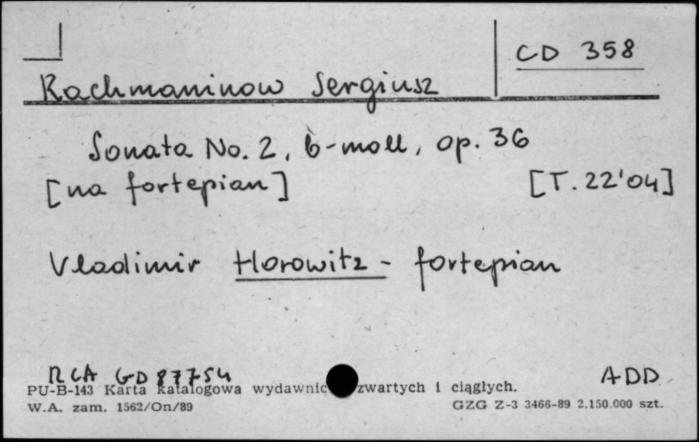 CD 358
Rachmaninow Sergiusz
Sonata No. 2, b-moll, op. 36
[na fortepian] [T. 22'04]
Vladimir Horowitz - fortepian
RCA GD 87754 ADD
PU-B-143 Karta katalogowa wydawnic zwartych i ciągłych.
W.A. zam. 1562/On/89 GZG Z-3 3466-89 2.150.000 szt.